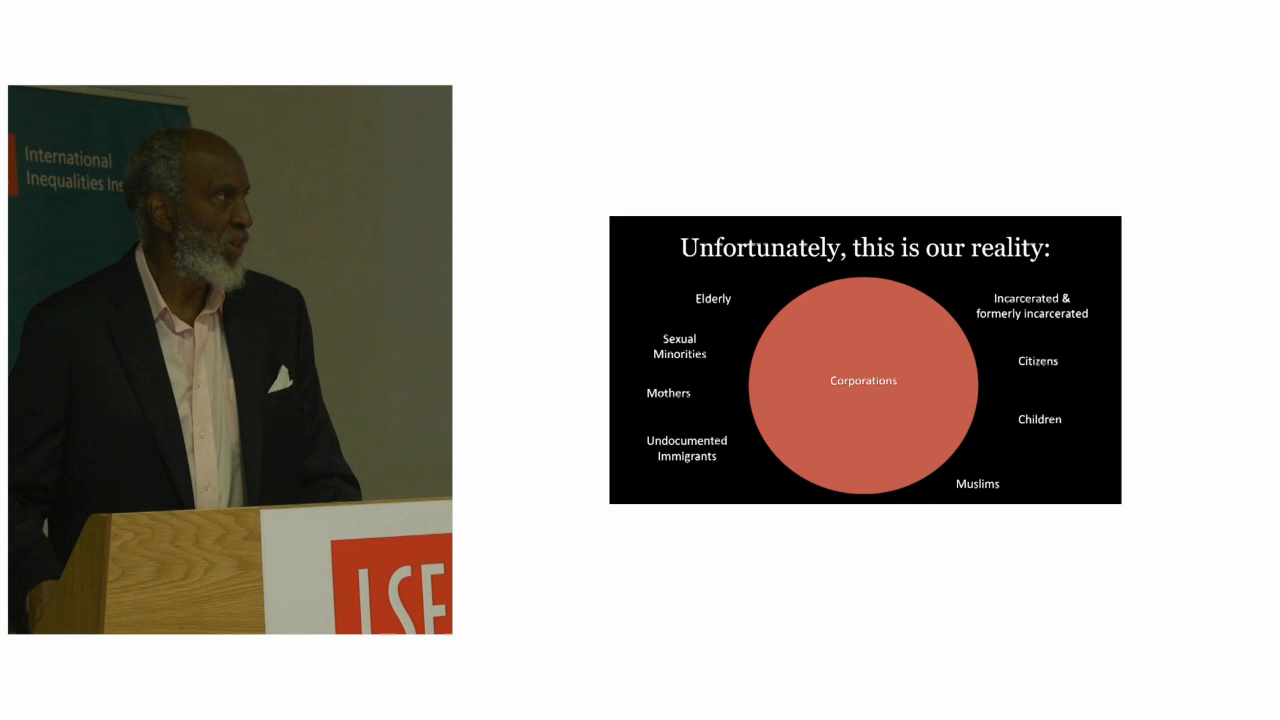 International
Inequalities Ins
LSE
Unfortunately, this is our reality:
Elderly
Incarcerated &
formerly incarcerated
Sexual
Minorities
Citizens
Corporations
Mothers
Children
Undocumented
Immigrants
Muslims